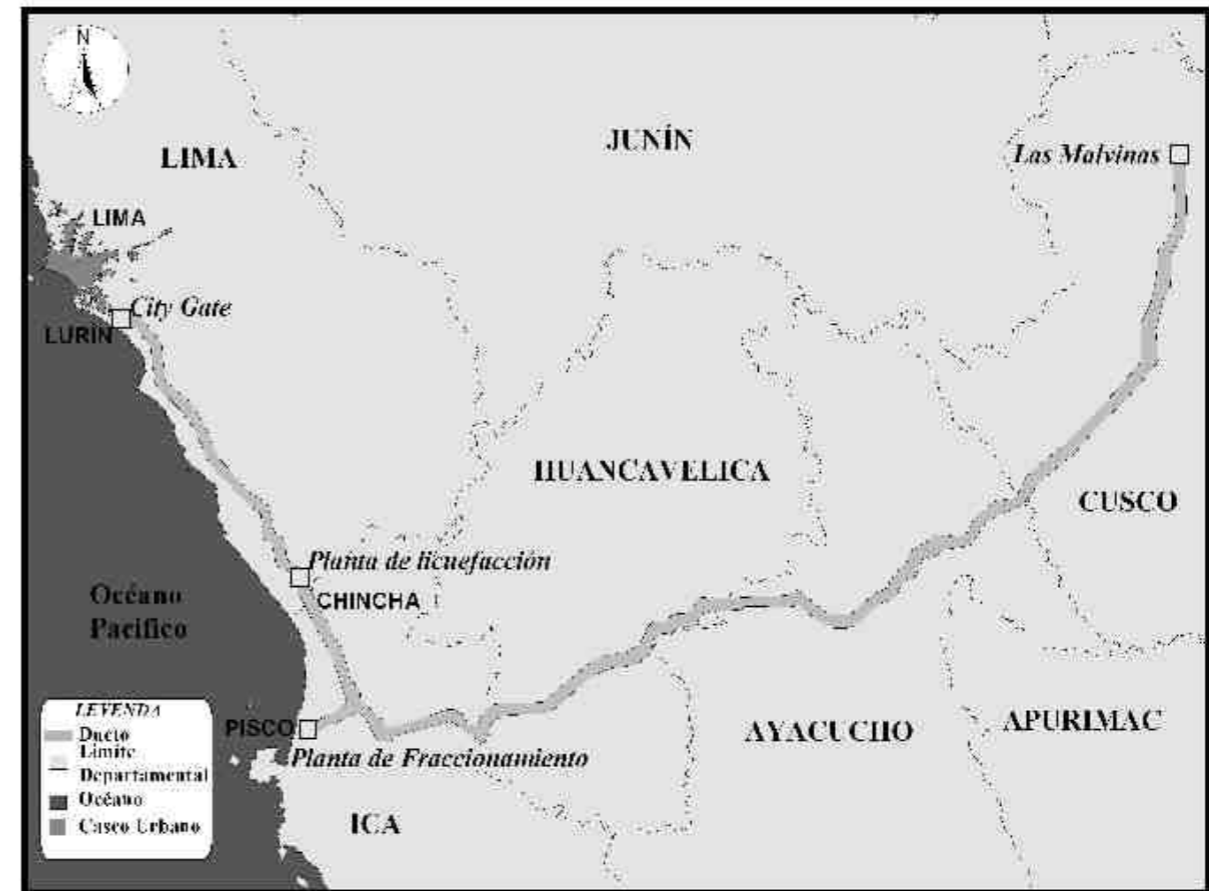 N
LIMA
JUNÍN
Las Malvinas
LIMA
City Gate
LURÍN
HUANCAVELICA
CUSCO
Planta de licuefacción
CHINCHA
Océano
Pacífico
PISCO
Planta de Fraccionamiento
AYACUCHO
APURIMAC
ICA
LEYENDA
Ducto
Límite
Departamental
Océano
Casco Urbano